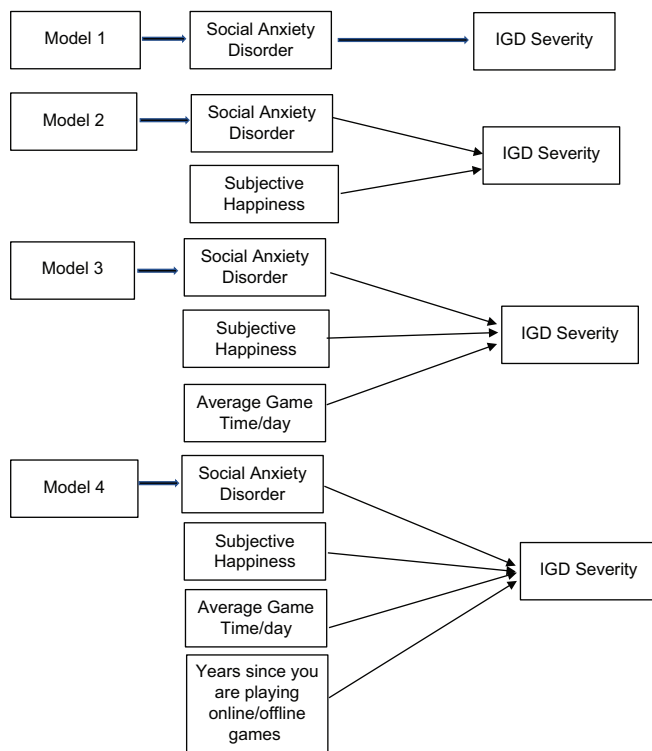 Model 1
Social Anxiety
Disorder
IGD Severity
Model 2
Social Anxiety
Disorder
IGD Severity
Subjective
Happiness
Model 3
Social Anxiety
Disorder
Subjective
Happiness
IGD Severity
Average Game
Time/day
Model 4
Social Anxiety
Disorder
Subjective
Happiness
IGD Severity
Average Game
Time/day
Years since you
are playing
online/offline
games